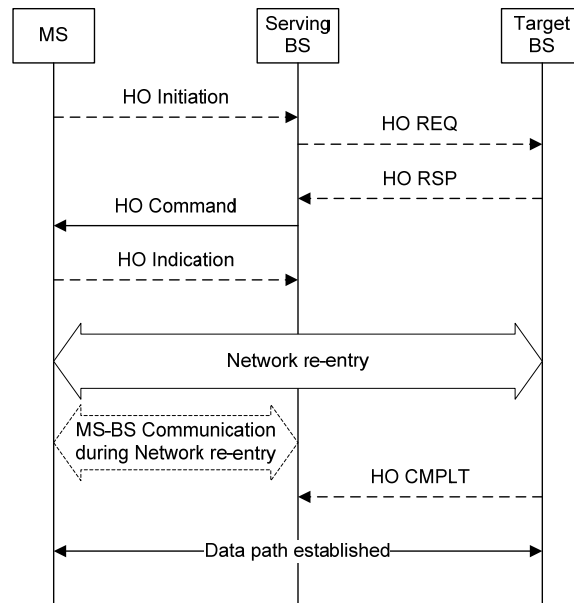 MS
Serving
BS
Target
BS
HO Initiation
HO REQ
HO RSP
HO Command
HO Indication
Network re-entry
MS-BS Communication
during Network re-entry
HO CMPLT
Data path established